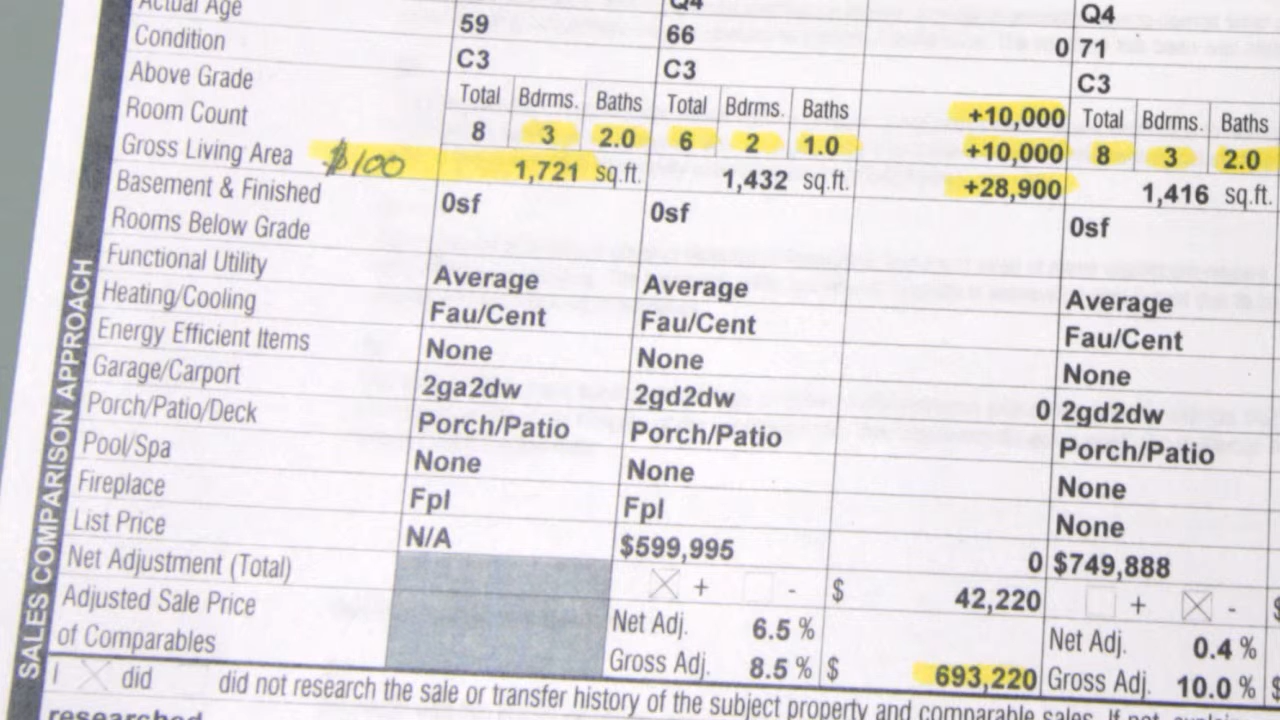 Actual Age Q4 Q4
Condition 59 66 0 71
Above Grade C3 C3 C3
Room Count Total Bdrms. Baths Total Bdrms. Baths +10,000 Total Bdrms. Baths
8 3 2.0 6 2 1.0 +10,000 8 3 2.0
Gross Living Area $100 1,721 sq.ft. 1,432 sq.ft. +28,900 1,416 sq.ft.
Basement & Finished 0sf 0sf 0sf
Rooms Below Grade
Functional Utility Average Average Average
Heating/Cooling Fau/Cent Fau/Cent Fau/Cent
Energy Efficient Items None None None
Garage/Carport 2ga2dw 2gd2dw 0 2gd2dw
Porch/Patio/Deck Porch/Patio Porch/Patio Porch/Patio
Pool/Spa None None None
Fireplace Fpl Fpl None
List Price N/A $599,995 0 $749,888
Net Adjustment (Total) + - $ 42,220 + - $
Adjusted Sale Price Net Adj. 6.5 % Net Adj. 0.4 %
of Comparables Gross Adj. 8.5 % $ 693,220 Gross Adj. 10.0 % $
I did did not research the sale or transfer history of the subject property and comparable sales. If not, explain
researched
SALES COMPARISON APPROACH